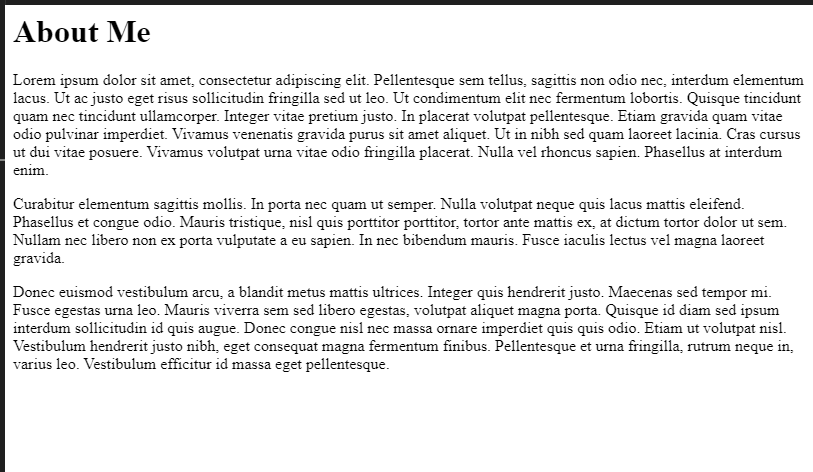 About Me
Lorem ipsum dolor sit amet, consectetur adipiscing elit. Pellentesque sem tellus, sagittis non odio nec, interdum elementum
lacus. Ut ac justo eget risus sollicitudin fringilla sed ut leo. Ut condimentum elit nec fermentum lobortis. Quisque tincidunt
quam nec tincidunt ullamcorper. Integer vitae pretium justo. In placerat volutpat pellentesque. Etiam gravida quam vitae
odio pulvinar imperdiet. Vivamus venenatis gravida purus sit amet aliquet. Ut in nibh sed quam laoreet lacinia. Cras cursus
ut dui vitae posuere. Vivamus volutpat urna vitae odio fringilla placerat. Nulla vel rhoncus sapien. Phasellus at interdum
enim.
Curabitur elementum sagittis mollis. In porta nec quam ut semper. Nulla volutpat neque quis lacus mattis eleifend.
Phasellus et congue odio. Mauris tristique, nisl quis porttitor porttitor, tortor ante mattis ex, at dictum tortor dolor ut sem.
Nullam nec libero non ex porta vulputate a eu sapien. In nec bibendum mauris. Fusce iaculis lectus vel magna laoreet
gravida.
Donec euismod vestibulum arcu, a blandit metus mattis ultrices. Integer quis hendrerit justo. Maecenas sed tempor mi.
Fusce egestas urna leo. Mauris viverra sem sed libero egestas, volutpat aliquet magna porta. Quisque id diam sed ipsum
interdum sollicitudin id quis augue. Donec congue nisl nec massa ornare imperdiet quis quis odio. Etiam ut volutpat nisl.
Vestibulum hendrerit justo nibh, eget consequat magna fermentum finibus. Pellentesque et urna fringilla, rutrum neque in,
varius leo. Vestibulum efficitur id massa eget pellentesque.